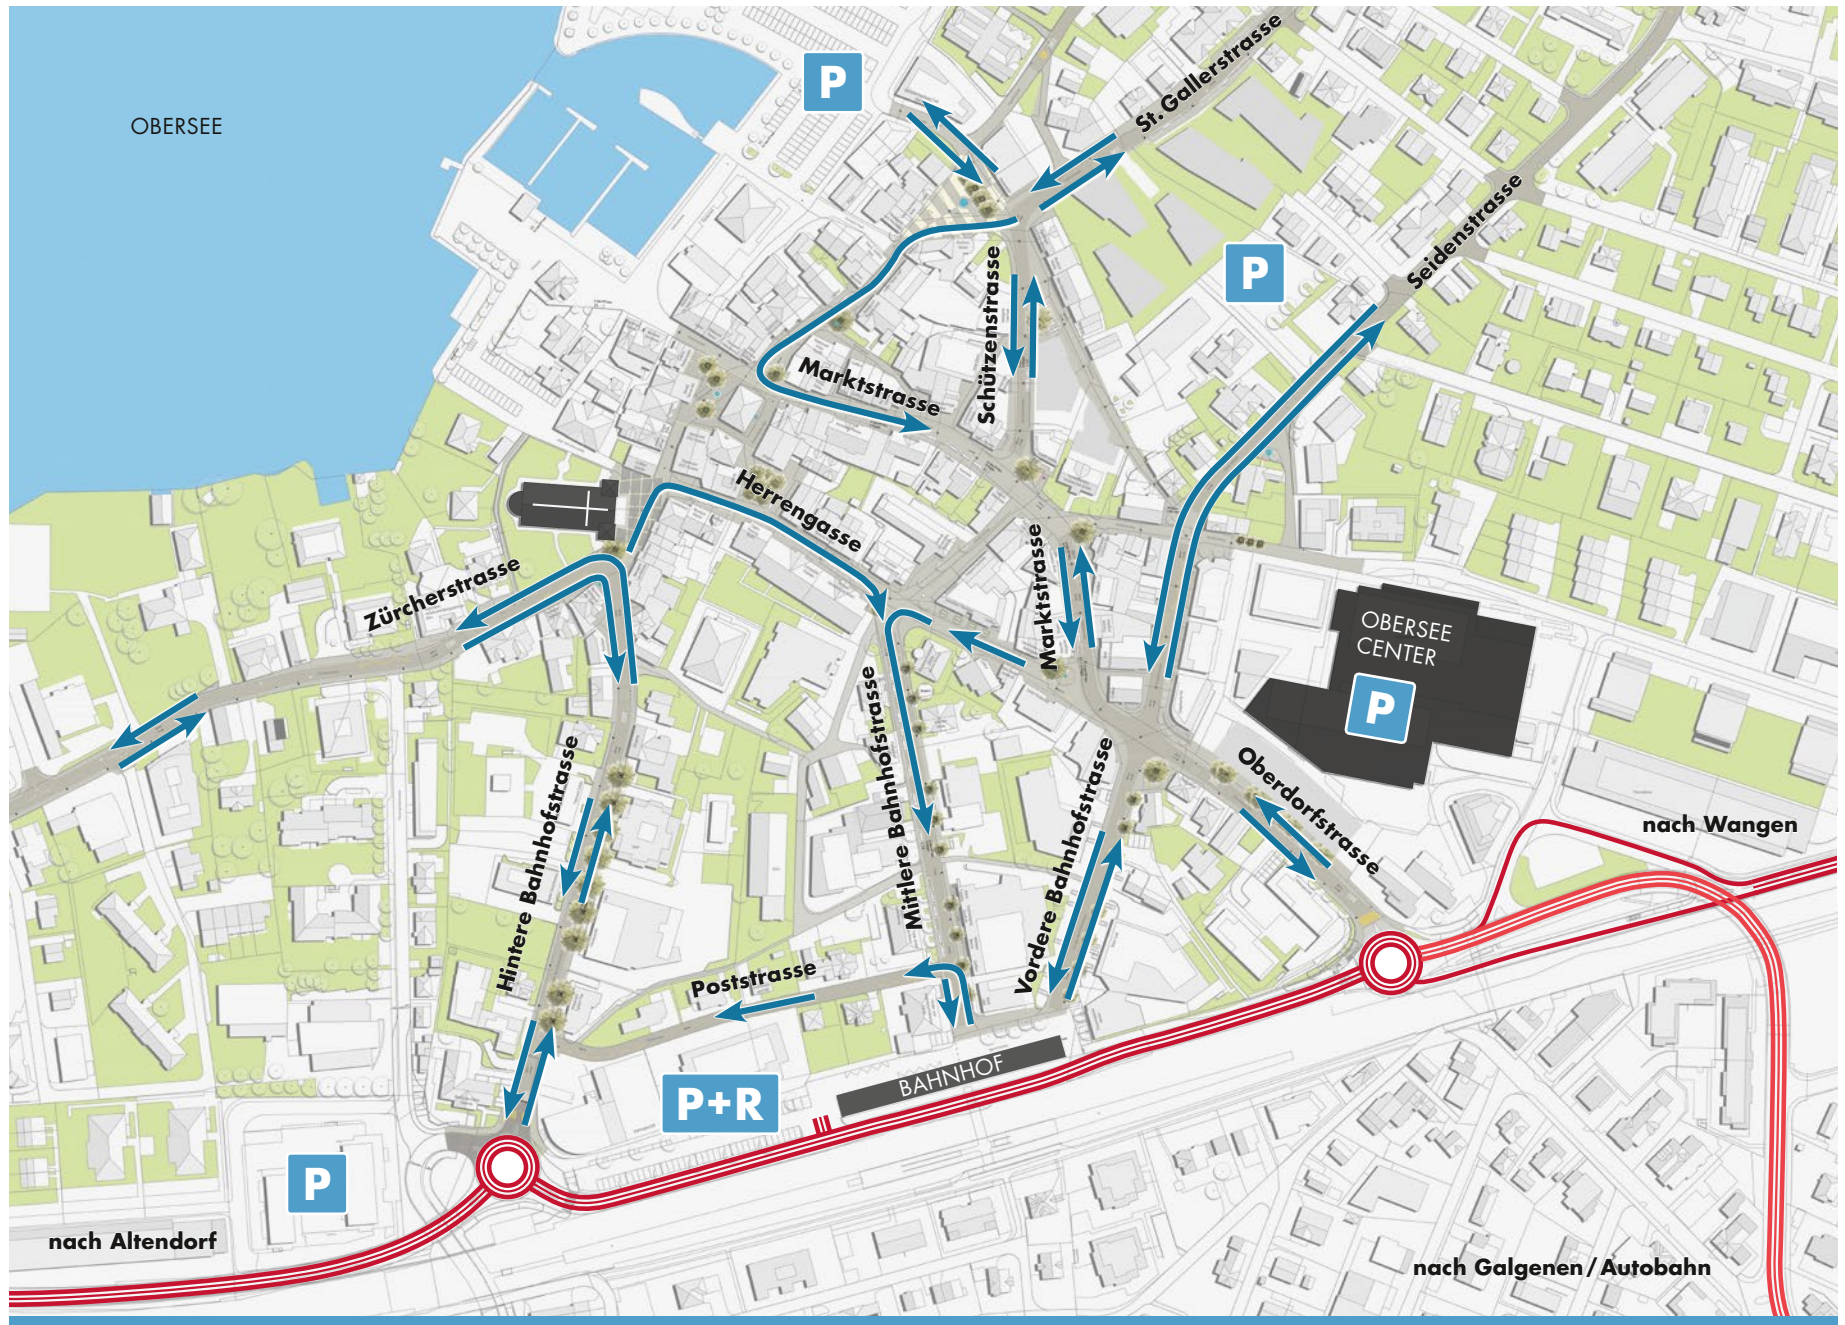 P
St. Gallerstrasse
OBERSEE
Seidenstrasse
P
Schützenstrasse
Marktstrasse
Herrengasse
Marktstrasse
Zürcherstrasse
OBERSEE
CENTER
P
Mittlere Bahnhofstrasse
Hintere Bahnhofstrasse
Vordere Bahnhofstrasse
Oberdorfstrasse
nach Wangen
Poststrasse
BAHNHOF
P+R
P
nach Altendorf
nach Galgenen/Autobahn